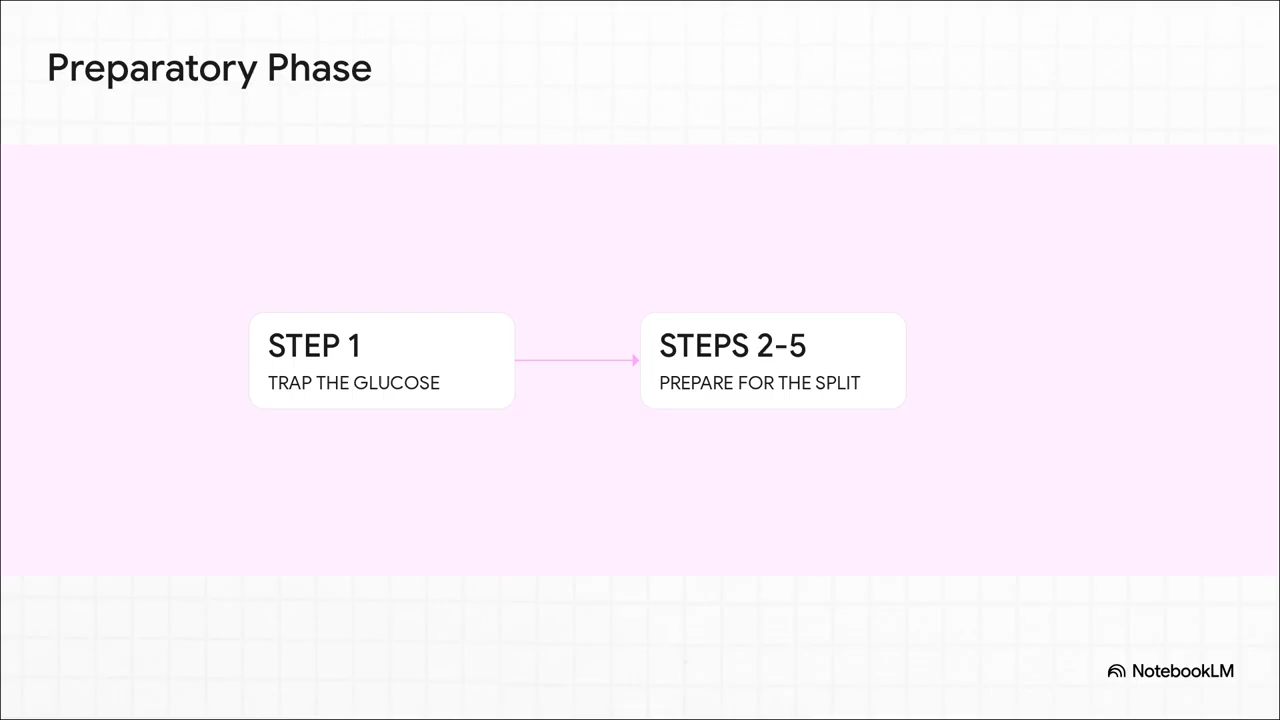 Preparatory Phase
STEP 1
TRAP THE GLUCOSE
STEPS 2-5
PREPARE FOR THE SPLIT
NotebookLM